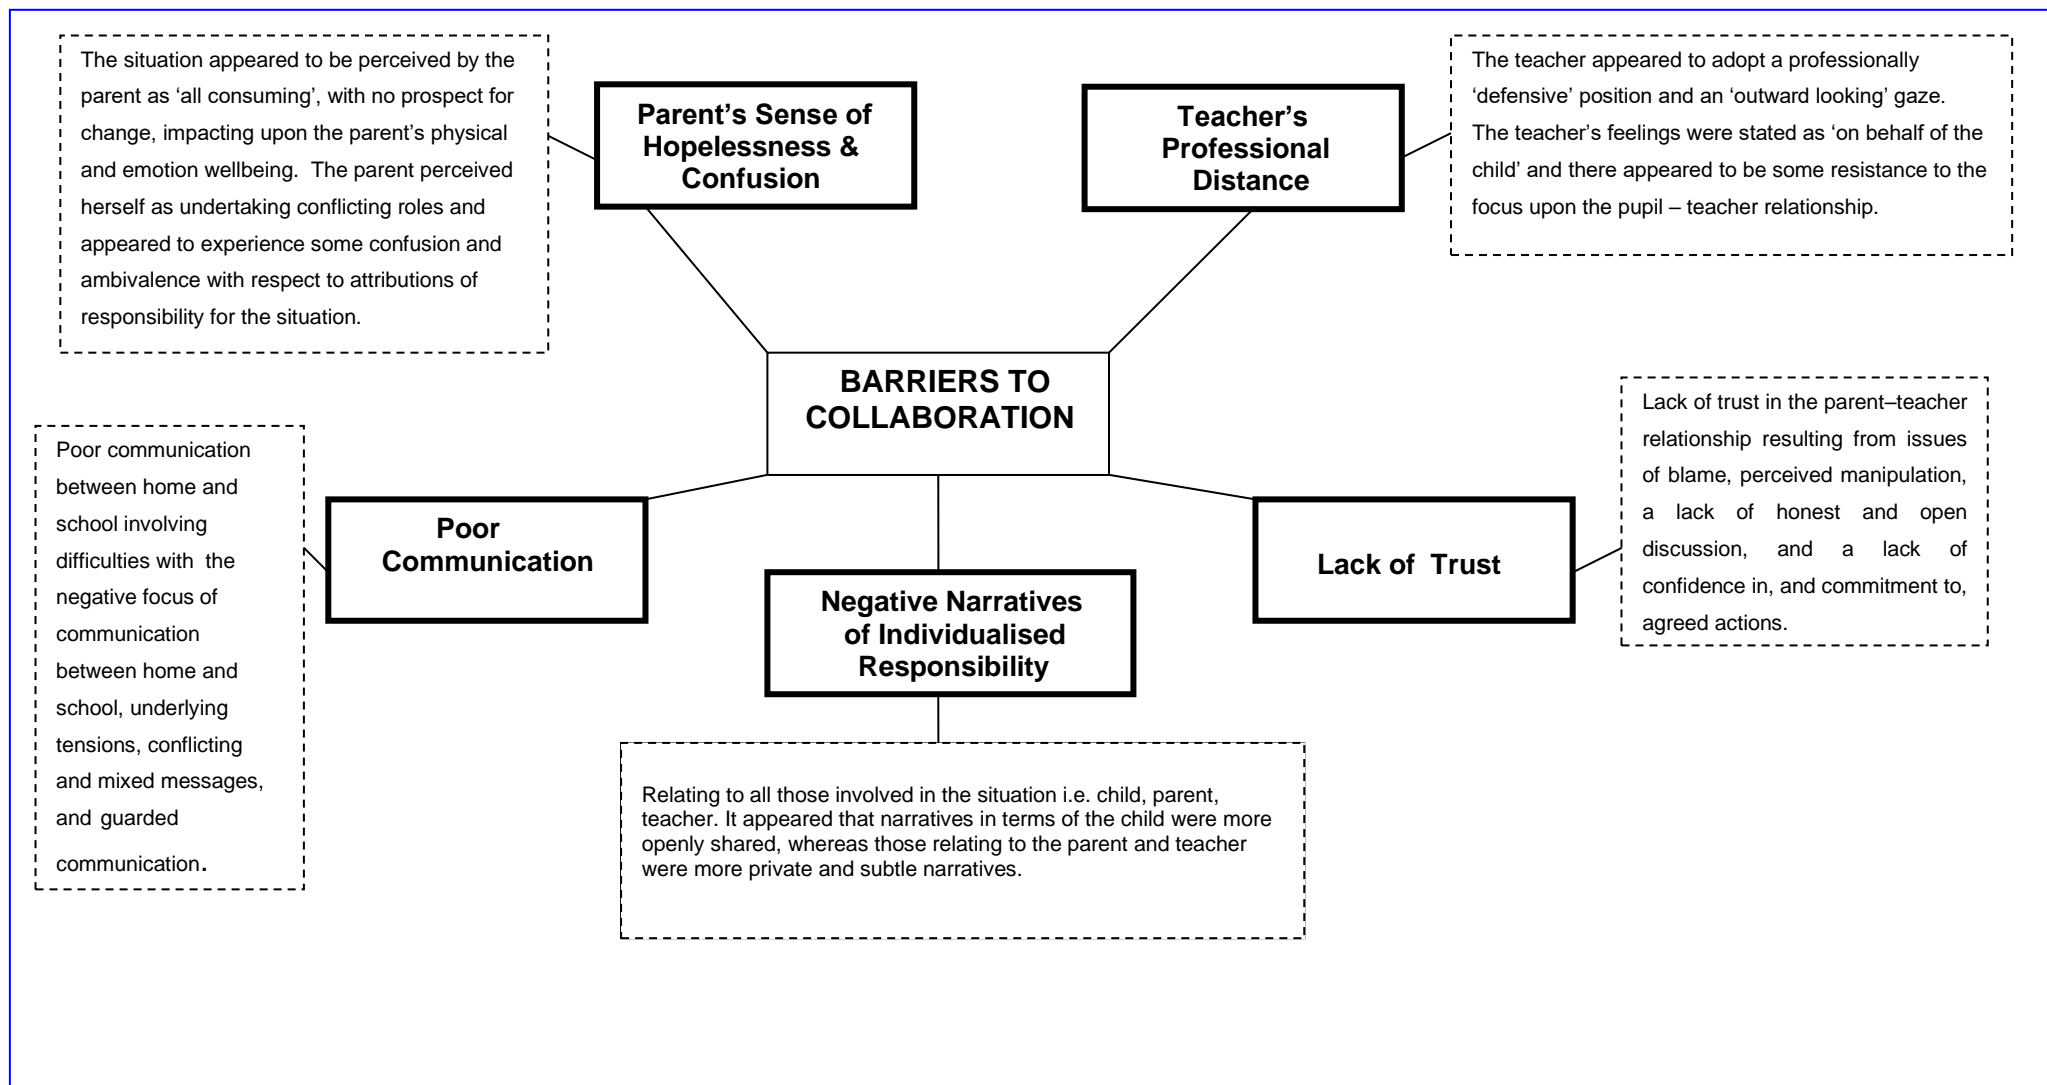 The situation appeared to be perceived by the
parent as ‘all consuming’, with no prospect for
change, impacting upon the parent’s physical
and emotion wellbeing.  The parent perceived
herself as undertaking conflicting roles and
appeared to experience some confusion and
ambivalence with respect to attributions of
responsibility for the situation.
Parent’s Sense of
Hopelessness &
Confusion
Teacher’s
Professional
Distance
The teacher appeared to adopt a professionally
‘defensive’ position and an ‘outward looking’ gaze.
The teacher’s feelings were stated as ‘on behalf of the
child’ and there appeared to be some resistance to the
focus upon the pupil – teacher relationship.
BARRIERS TO
COLLABORATION
Poor communication
between home and
school involving
difficulties with  the
negative focus of
communication
between home and
school, underlying
tensions, conflicting
and mixed messages,
and guarded
communication.
Poor
Communication
Negative Narratives
of Individualised
Responsibility
Lack of  Trust
Lack of trust in the parent–teacher
relationship resulting from issues
of blame, perceived manipulation,
a lack of honest and open
discussion, and a lack of
confidence in, and commitment to,
agreed actions.
Relating to all those involved in the situation i.e. child, parent,
teacher. It appeared that narratives in terms of the child were more
openly shared, whereas those relating to the parent and teacher
were more private and subtle narratives.